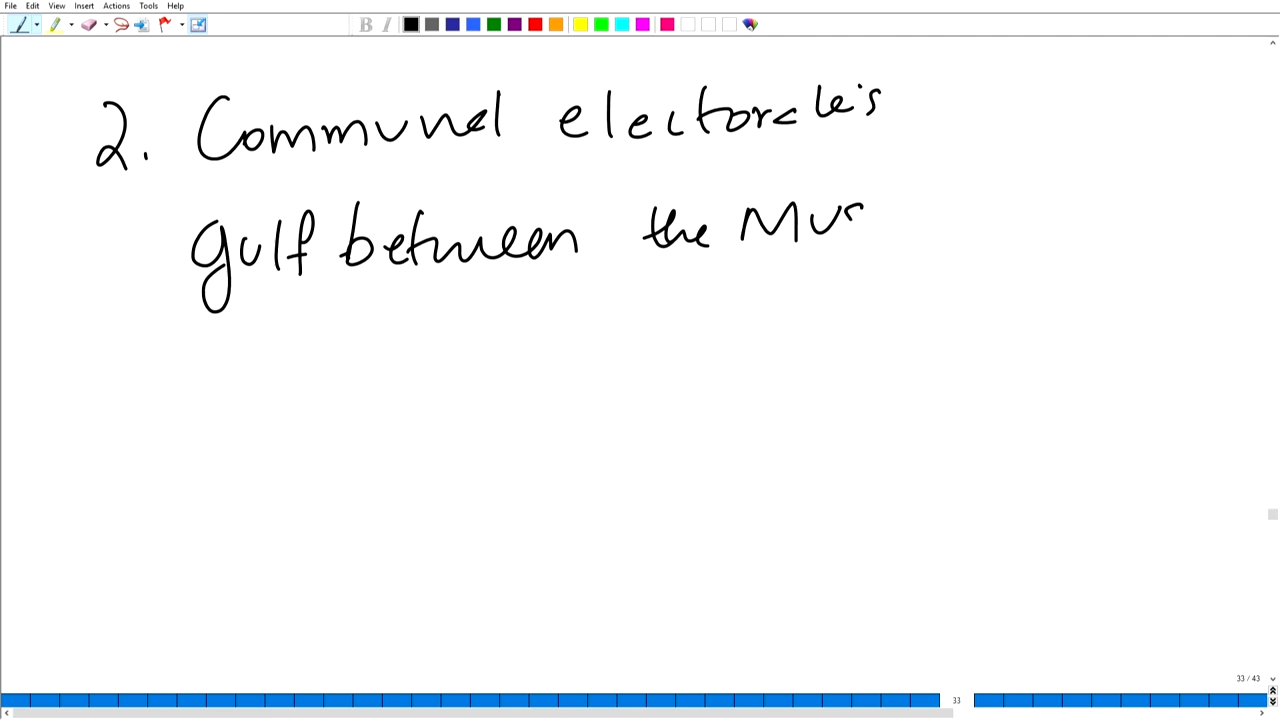 File Edit View Insert Actions Tools Help
B I
2. Communal electorate's
gulf between the Mus
33 / 43
33